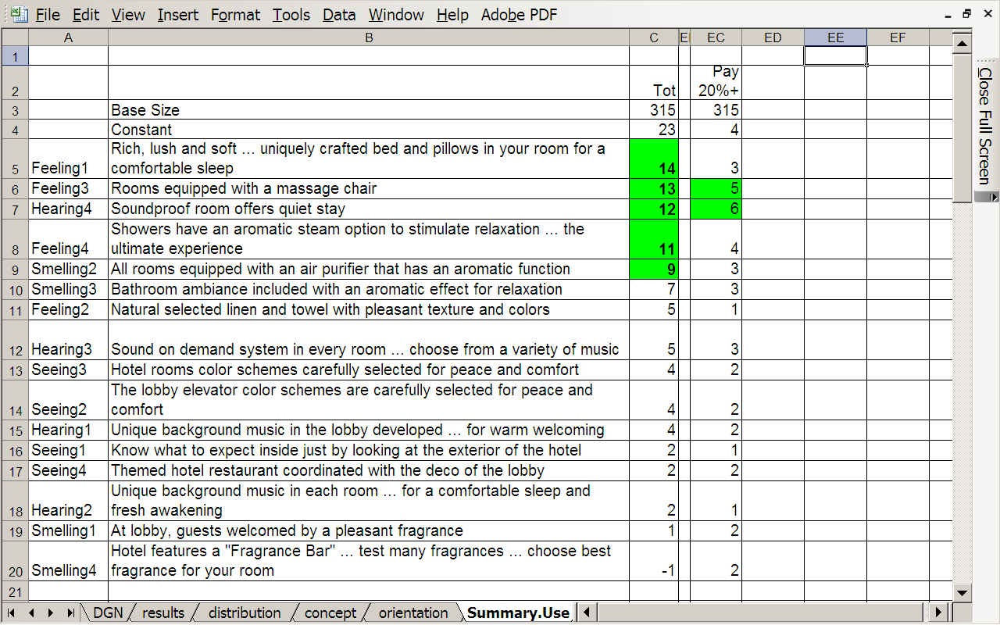 File Edit View Insert Format Tools Data Window Help Adobe PDF
A B C EC ED EE EF
1
Pay
2 Tot 20%+
3 Base Size 315 315
4 Constant 23 4
Rich, lush and soft ... uniquely crafted bed and pillows in your room for a
5 Feeling1 comfortable sleep 14 3
6 Feeling3 Rooms equipped with a massage chair 13 5
7 Hearing4 Soundproof room offers quiet stay 12 6
Showers have an aromatic steam option to stimulate relaxation ... the
8 Feeling4 ultimate experience 11 4
9 Smelling2 All rooms equipped with an air purifier that has an aromatic function 9 3
10 Smelling3 Bathroom ambiance included with an aromatic effect for relaxation 7 3
11 Feeling2 Natural selected linen and towel with pleasant texture and colors 5 1
12 Hearing3 Sound on demand system in every room ... choose from a variety of music 5 3
13 Seeing3 Hotel rooms color schemes carefully selected for peace and comfort 4 2
The lobby elevator color schemes are carefully selected for peace and
14 Seeing2 comfort 4 2
15 Hearing1 Unique background music in the lobby developed ... for warm welcoming 4 2
16 Seeing1 Know what to expect inside just by looking at the exterior of the hotel 2 1
17 Seeing4 Themed hotel restaurant coordinated with the deco of the lobby 2 2
Unique background music in each room ... for a comfortable sleep and
18 Hearing2 fresh awakening 2 1
19 Smelling1 At lobby, guests welcomed by a pleasant fragrance 1 2
Hotel features a "Fragrance Bar" ... test many fragrances ... choose best
20 Smelling4 fragrance for your room -1 2
21
DGN results distribution concept orientation Summary.Use
Close Full Screen